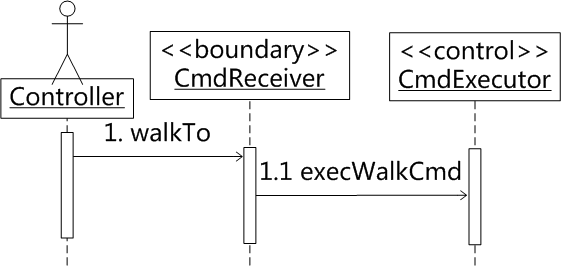 <<boundary>>
CmdReceiver
<<control>>
CmdExecutor
Controller
1. walkTo
1.1 execWalkCmd